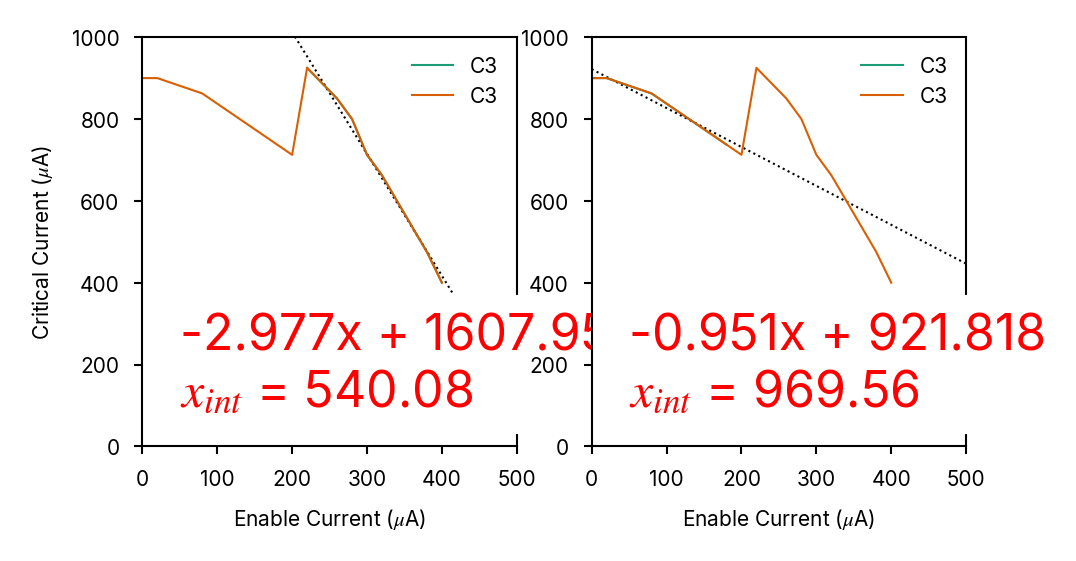 Critical Current (μA)
1000
800
600
400
200
0
C3
C3
-2.977x + 1607.95
x_int = 540.08
0 100 200 300 400 500
Enable Current (μA)
1000
800
600
400
200
0
C3
C3
-0.951x + 921.818
x_int = 969.56
0 100 200 300 400 500
Enable Current (μA)